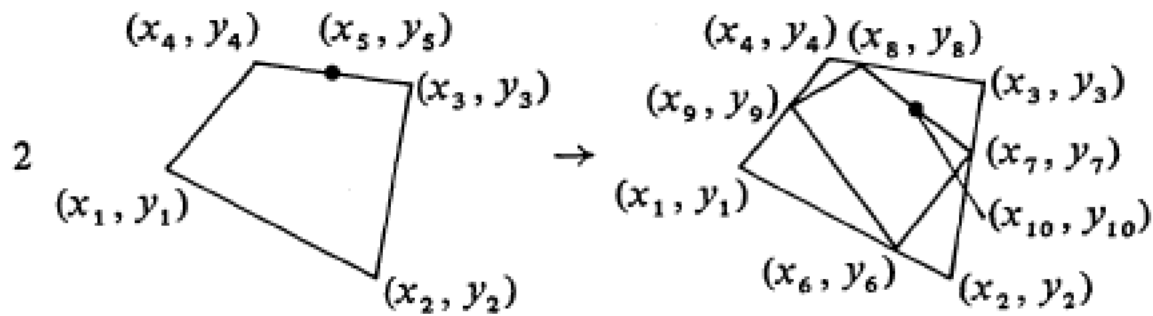 (x₄, y₄) (x₅, y₅) (x₄, y₄) (x₈, y₈)
(x₃, y₃) (x₉, y₉) (x₃, y₃)
2 → (x₇, y₇)
(x₁, y₁) (x₁, y₁) (x₁₀, y₁₀)
(x₂, y₂) (x₆, y₆) (x₂, y₂)